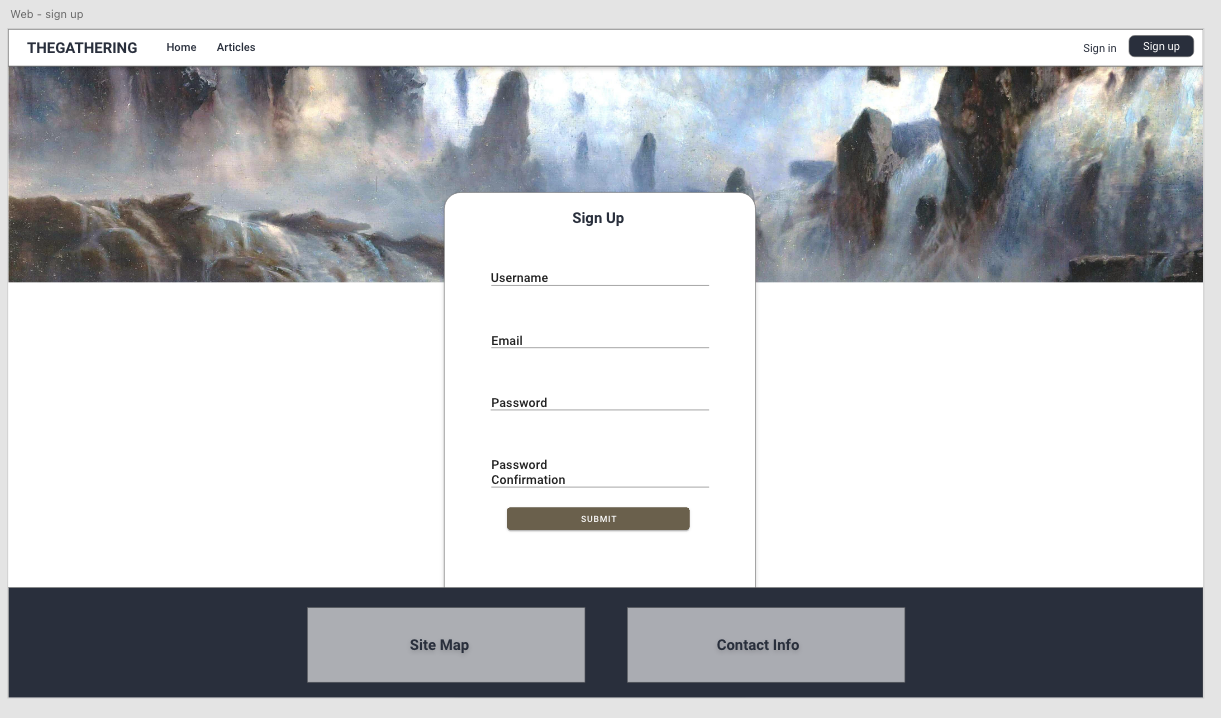 Web - sign up
THEGATHERING Home Articles Sign in Sign up
Sign Up
Username
Email
Password
Password
Confirmation
SUBMIT
Site Map Contact Info